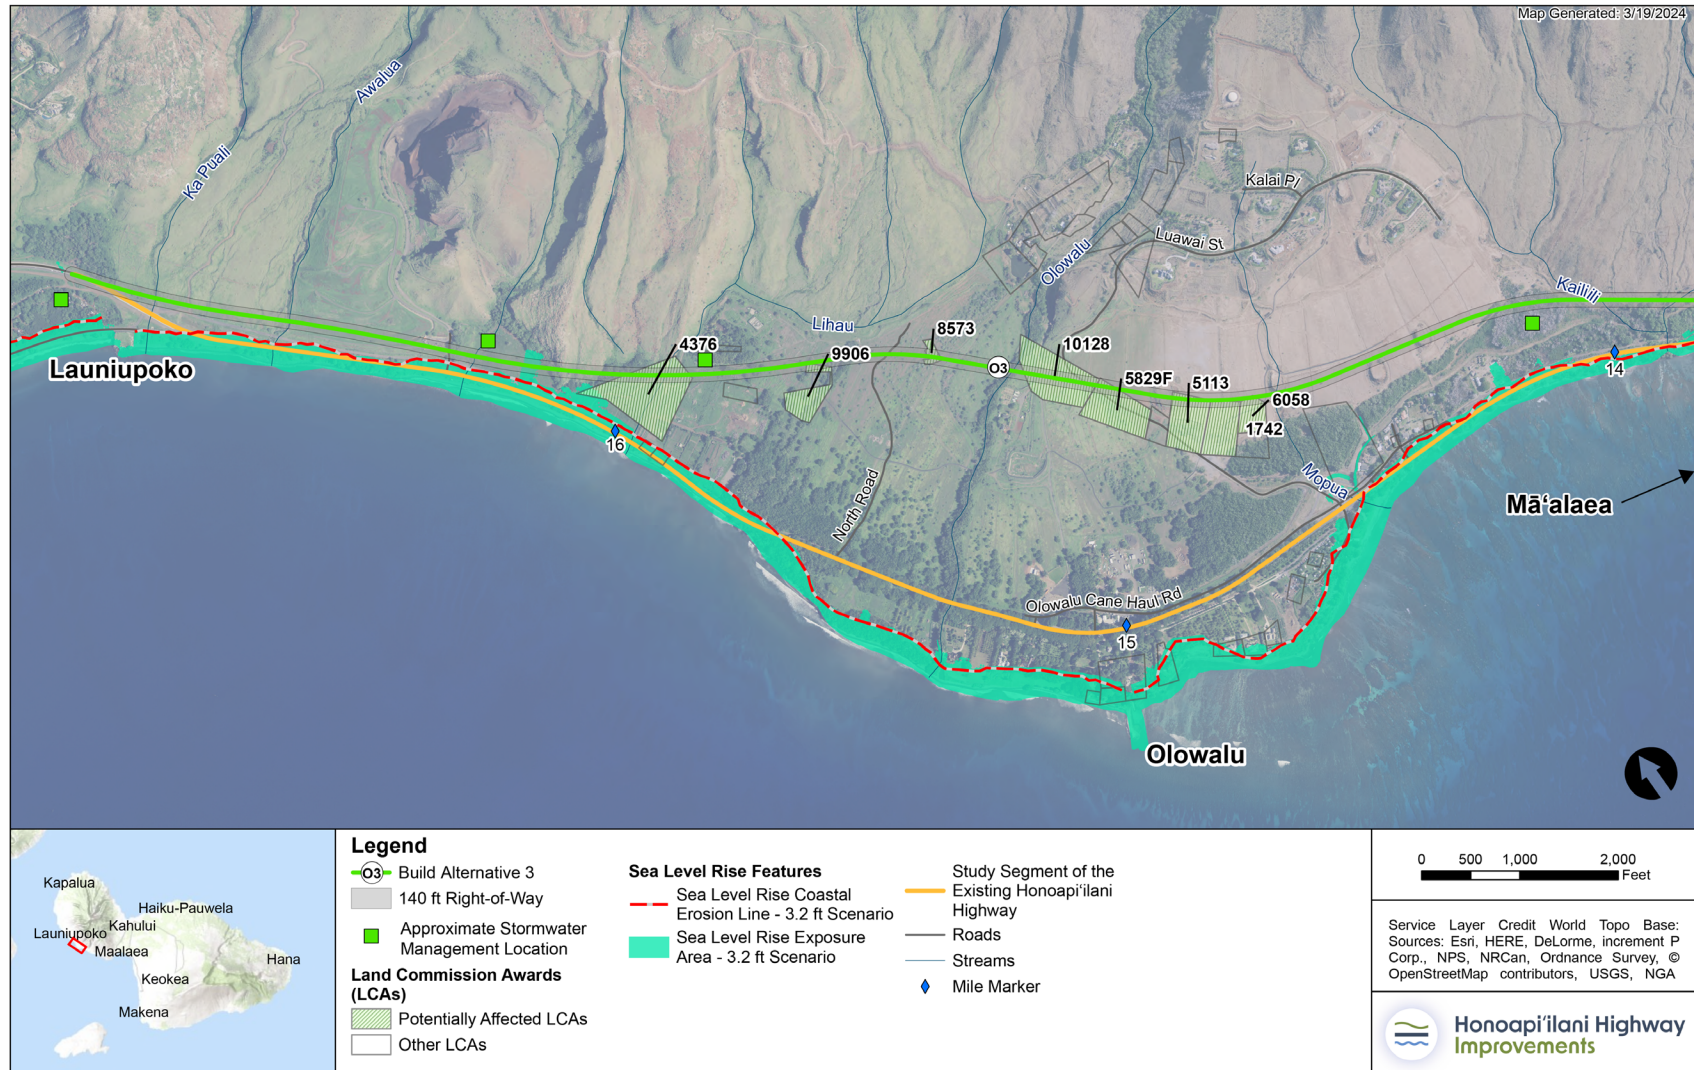 Map Generated: 3/19/2024
Awalua
Ka Puali
Kalai Pl
Luawai St
Olowalu
Kailiili
Lihau
8573
4376
9906
10128
O3
5829F
5113
6058
1742
Launiupoko
14
16
Mopua
Mā‘alaea
North Road
Olowalu Cane Haul Rd
15
Olowalu
Kapalua
Haiku-Pauwela
Kahului
Launiupoko
Maalaea
Hana
Keokea
Makena
Legend
O3 Build Alternative 3
140 ft Right-of-Way
Approximate Stormwater
Management Location
Land Commission Awards
(LCAs)
Potentially Affected LCAs
Other LCAs
Sea Level Rise Features
Sea Level Rise Coastal
Erosion Line - 3.2 ft Scenario
Sea Level Rise Exposure
Area - 3.2 ft Scenario
Study Segment of the
Existing Honoapi‘ilani
Highway
Roads
Streams
Mile Marker
0 500 1,000 2,000
Feet
Service Layer Credit World Topo Base:
Sources: Esri, HERE, DeLorme, increment P
Corp., NPS, NRCan, Ordnance Survey, ©
OpenStreetMap contributors, USGS, NGA
Honoapi‘ilani Highway
Improvements